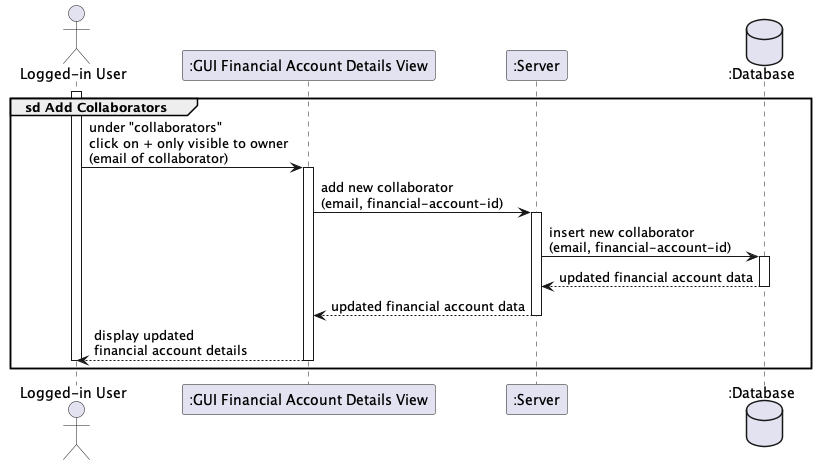 Logged-in User
:GUI Financial Account Details View
:Server
:Database
sd Add Collaborators
under "collaborators"
click on + only visible to owner
(email of collaborator)
add new collaborator
(email, financial-account-id)
insert new collaborator
(email, financial-account-id)
updated financial account data
updated financial account data
display updated
financial account details
Logged-in User
:GUI Financial Account Details View
:Server
:Database